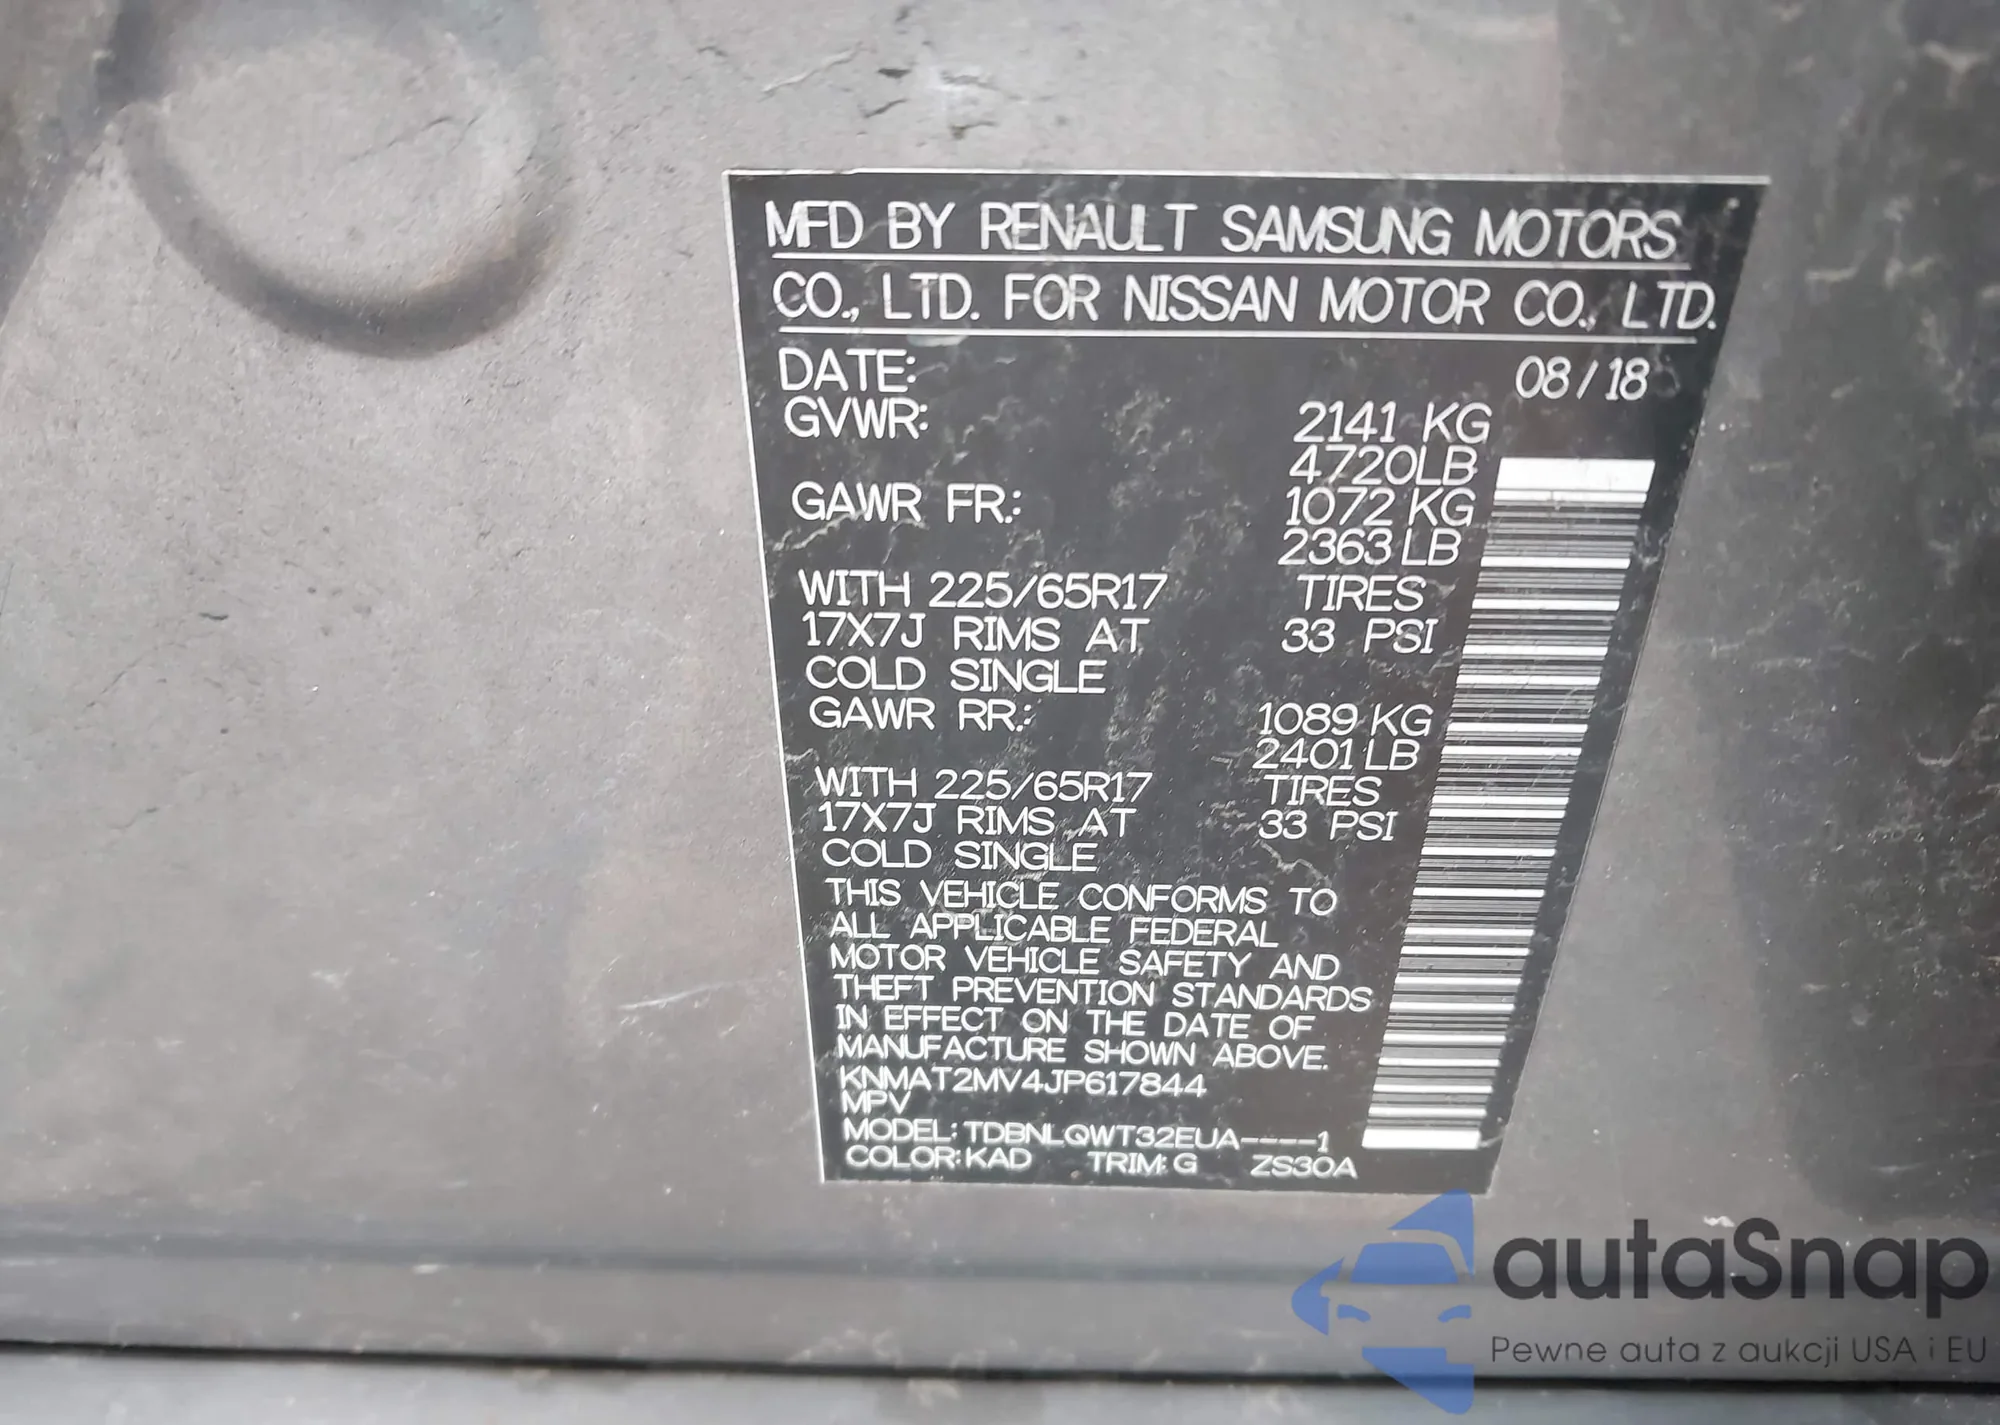 MFD BY RENAULT SAMSUNG MOTORS
CO., LTD. FOR NISSAN MOTOR CO., LTD.
DATE: 08/18
GVWR: 2141 KG
4720LB
GAWR FR.: 1072 KG
2363 LB
WITH 225/65R17 TIRES
17X7J RIMS AT 33 PSI
COLD SINGLE
GAWR RR.: 1089 KG
2401 LB
WITH 225/65R17 TIRES
17X7J RIMS AT 33 PSI
COLD SINGLE
THIS VEHICLE CONFORMS TO
ALL APPLICABLE FEDERAL
MOTOR VEHICLE SAFETY AND
THEFT PREVENTION STANDARDS
IN EFFECT ON THE DATE OF
MANUFACTURE SHOWN ABOVE.
KNMAT2MV4JP617844
MPV
MODEL: TDBNLQWT32EUA----1
COLOR: KAD TRIM: G ZS30A
autaSnap
Pewne auta z aukcji USA i EU